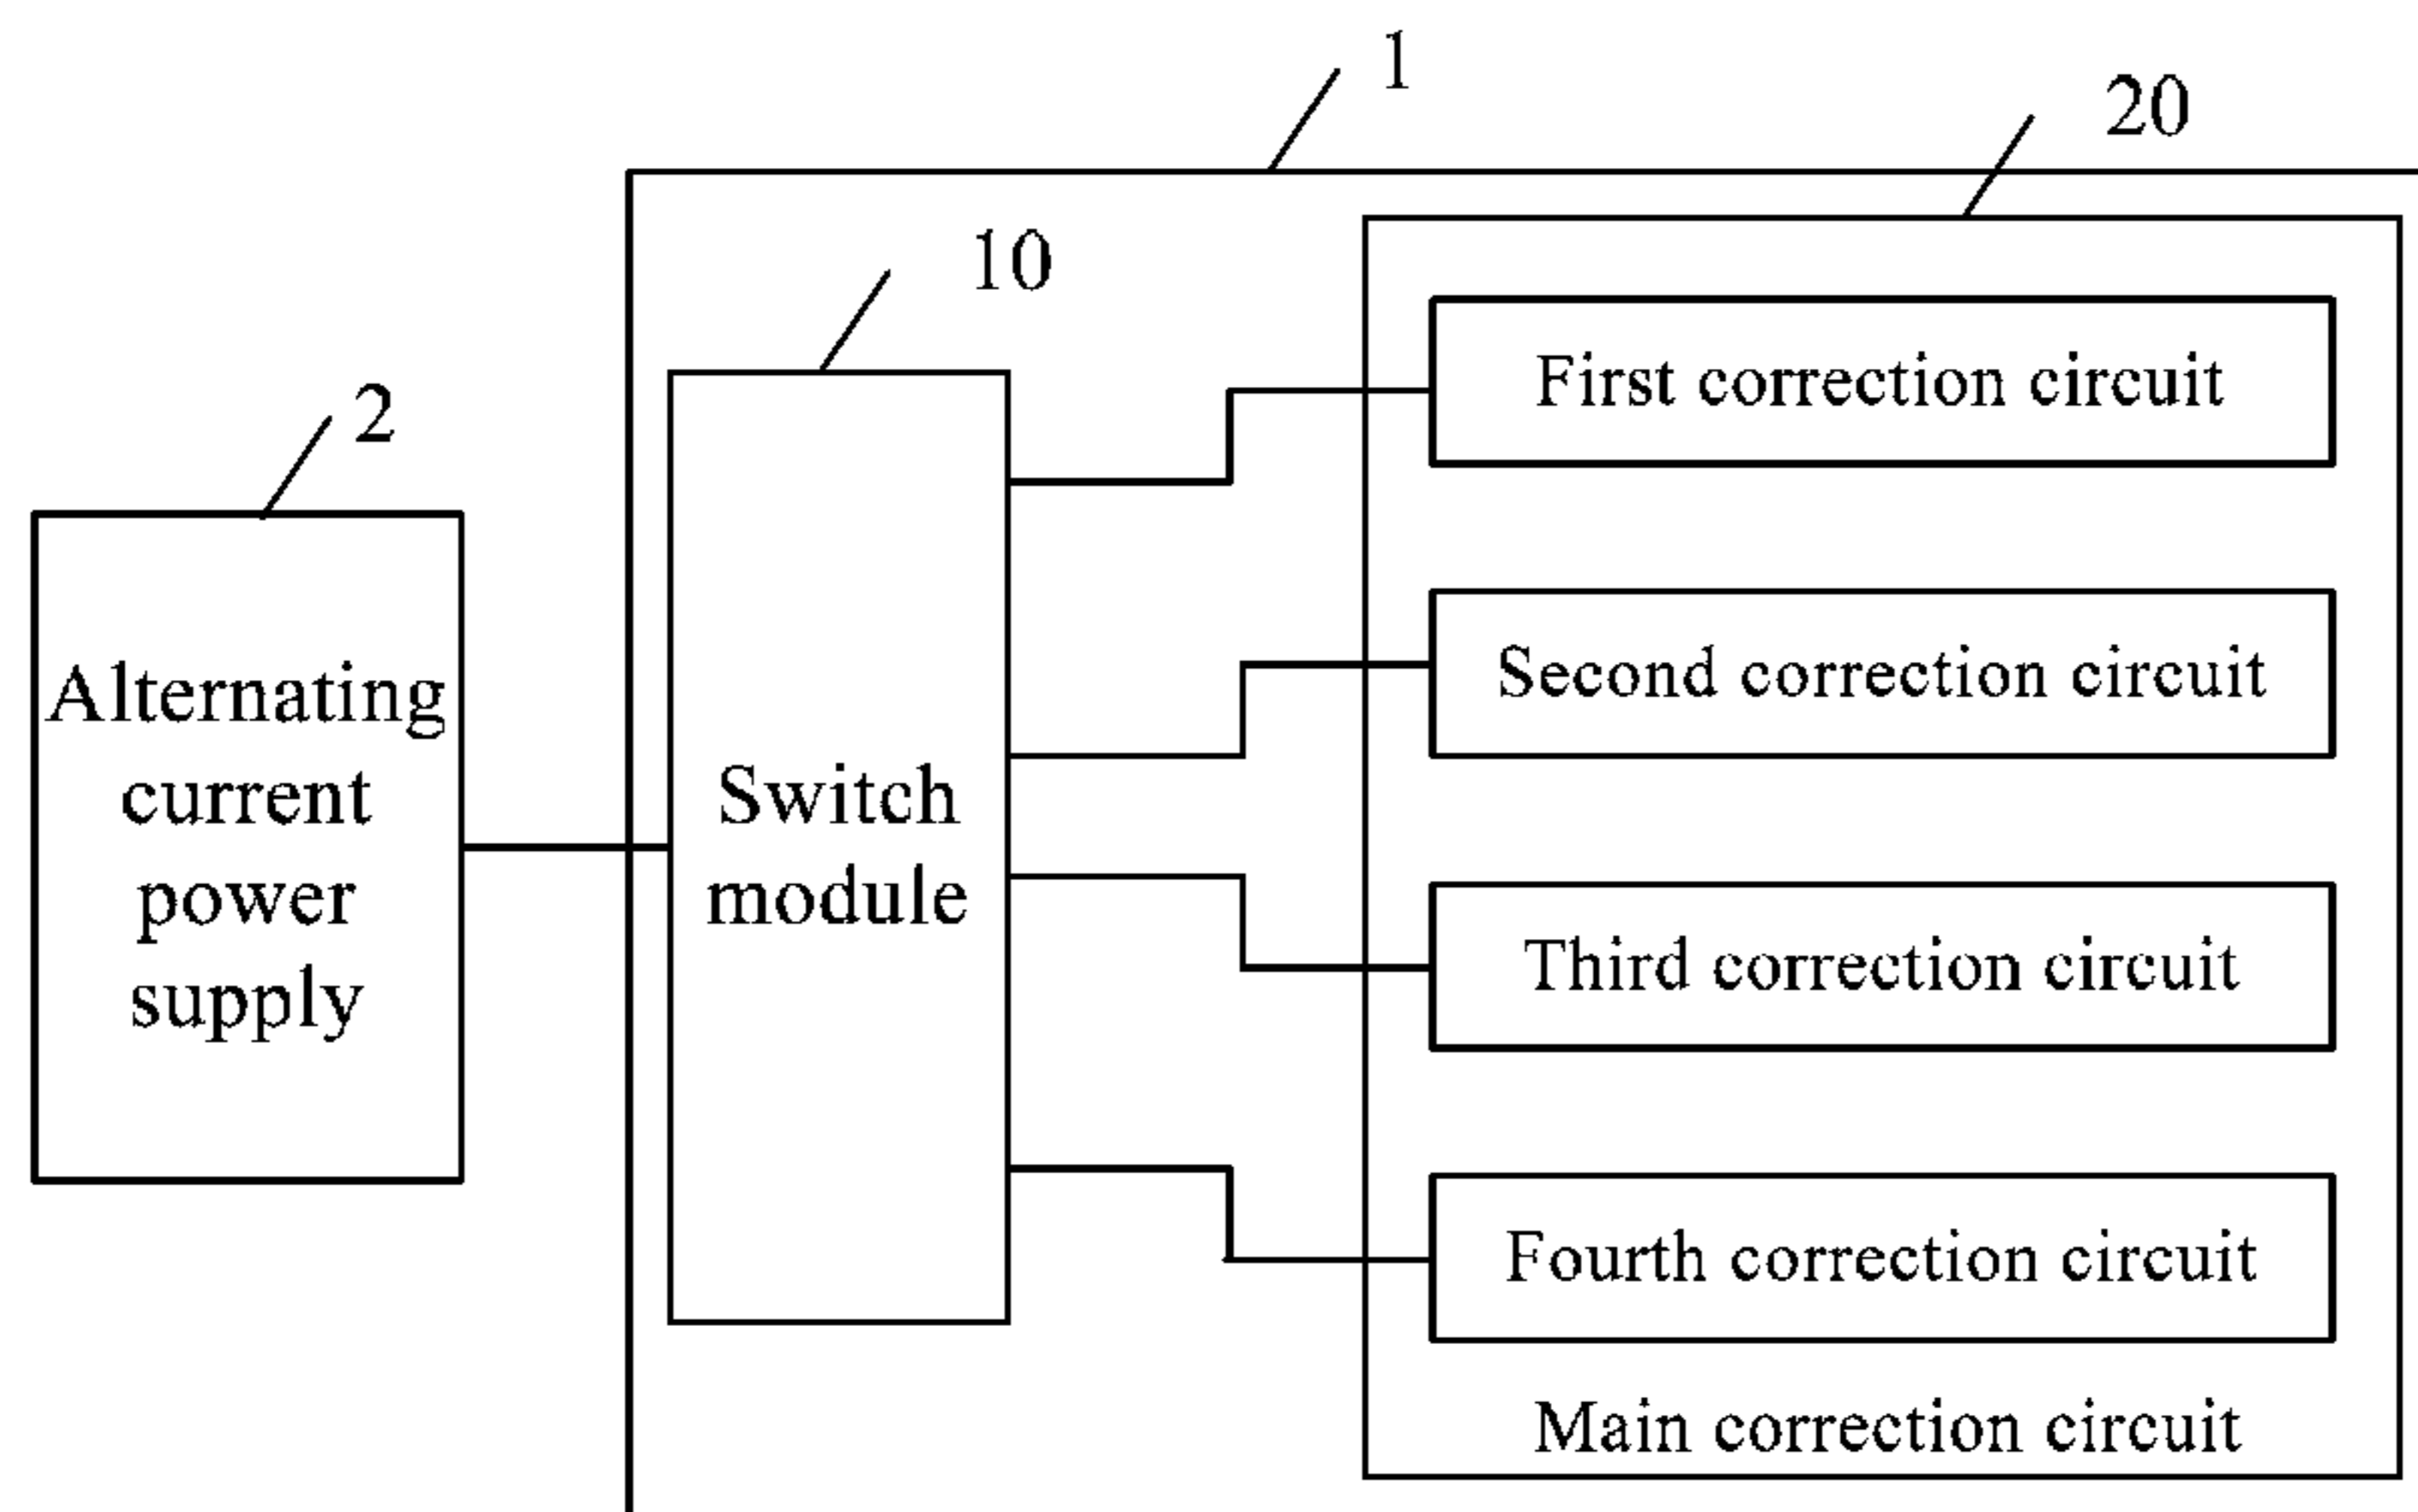 1
20
10
2
First correction circuit
Second correction circuit
Third correction circuit
Fourth correction circuit
Main correction circuit
Switch
module
Alternating
current
power
supply